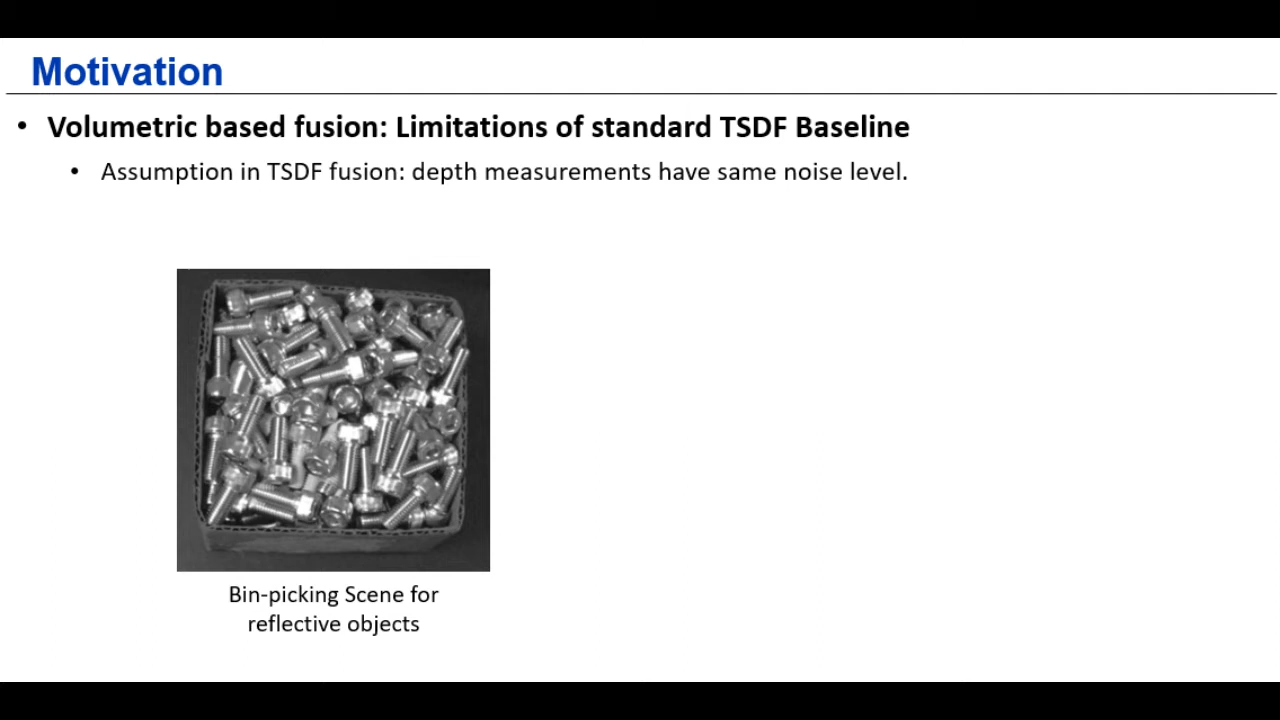 Motivation
• Volumetric based fusion: Limitations of standard TSDF Baseline
• Assumption in TSDF fusion: depth measurements have same noise level.
Bin-picking Scene for
reflective objects